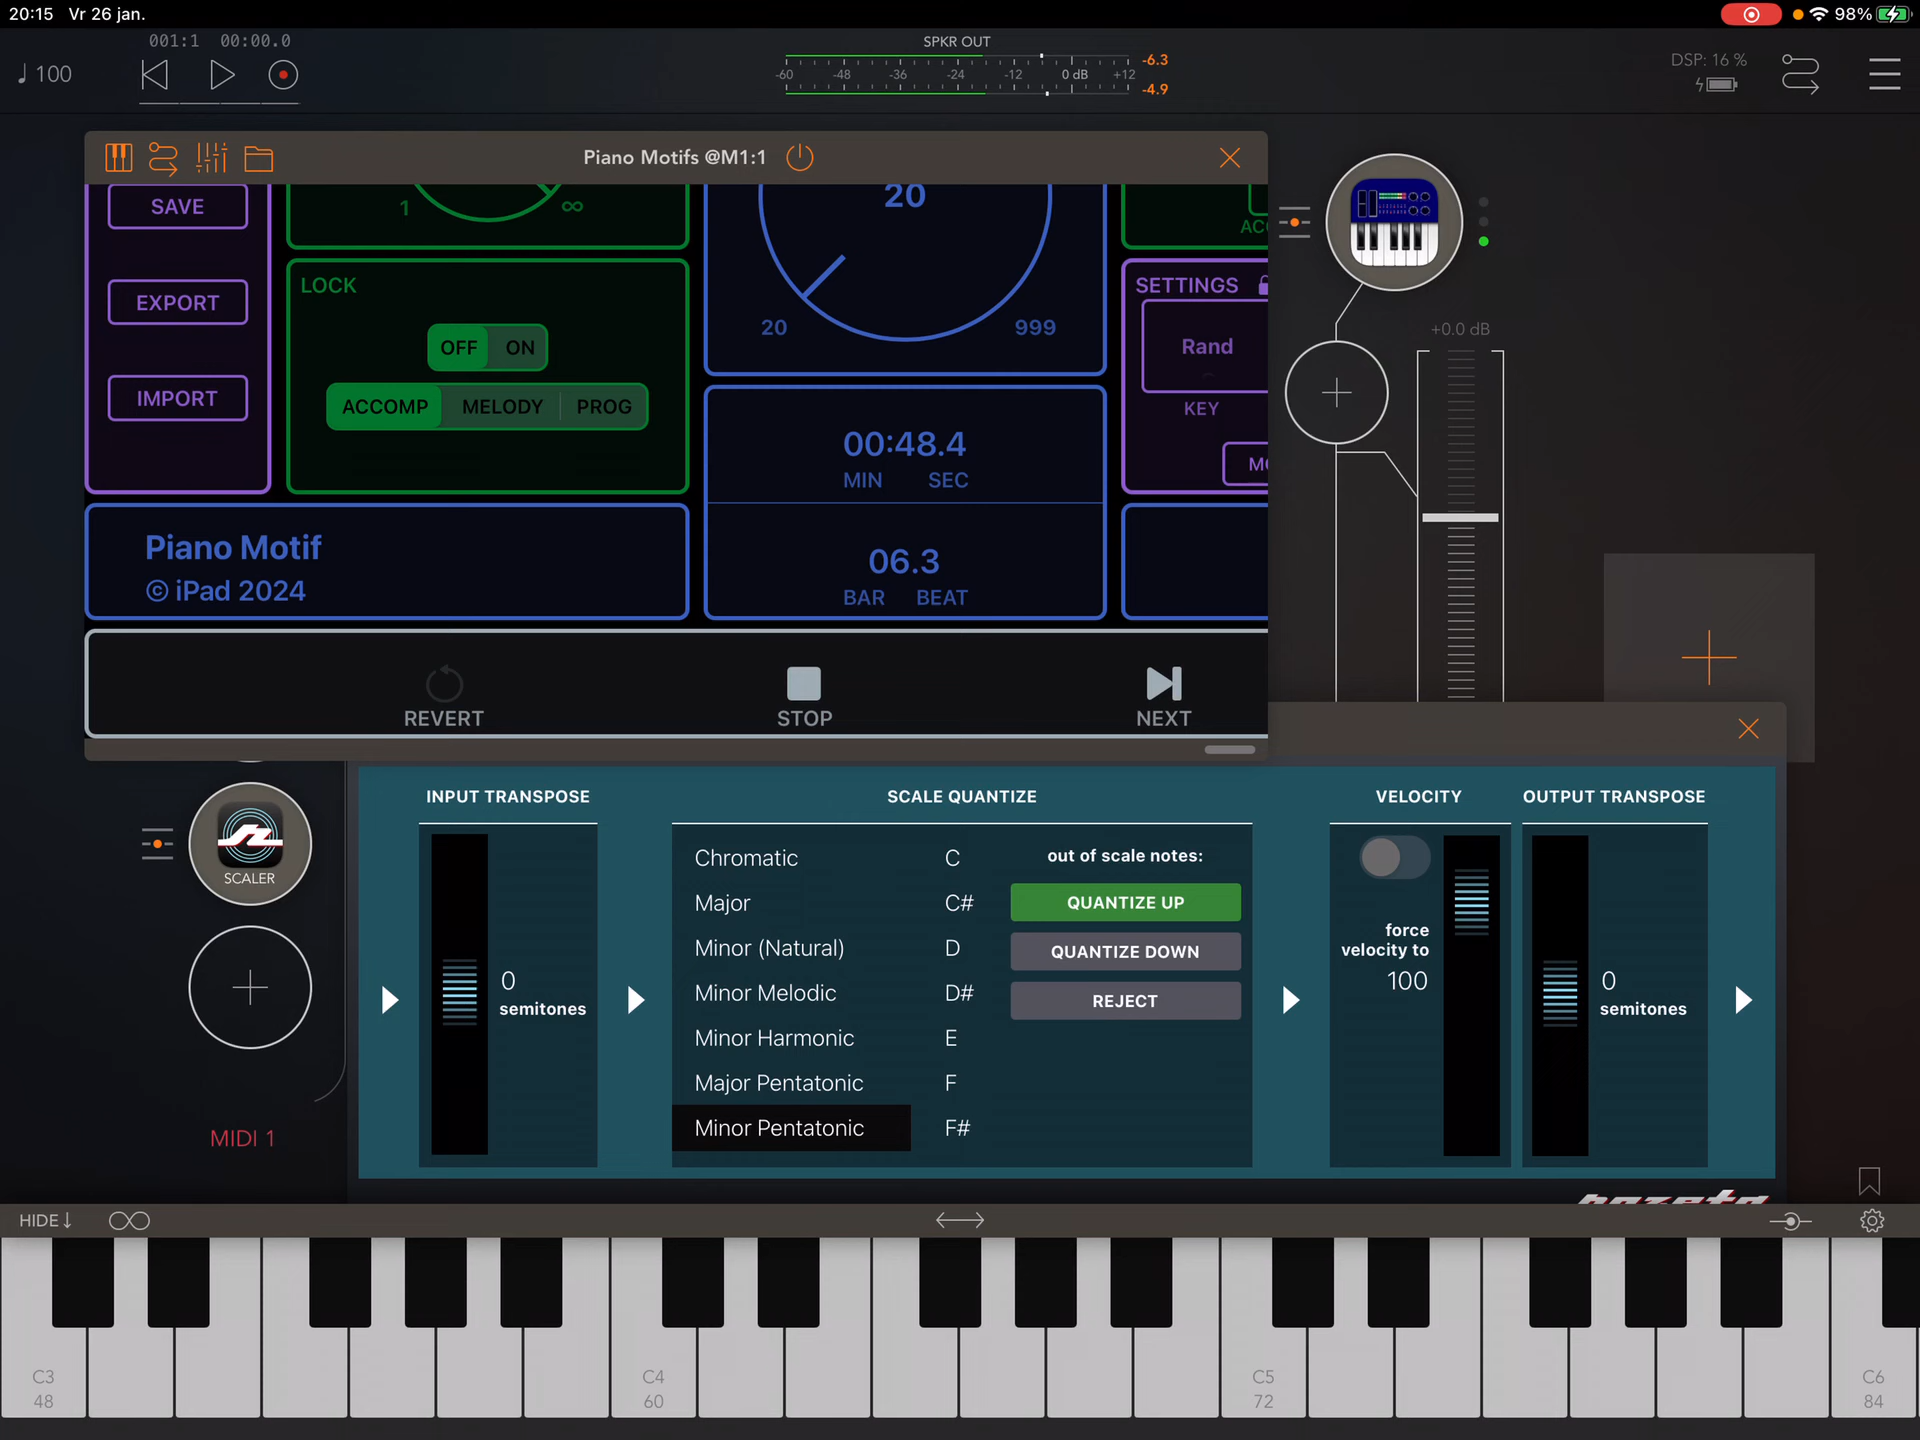 20:15 Vr 26 jan.
98%
001:1 00:00.0
♩100
SPKR OUT
-60 -48 -36 -24 -12 0 dB +12
-6.3
-4.9
DSP: 16 %
Piano Motifs @M1:1
SAVE
EXPORT
IMPORT
1 ∞
LOCK
OFF ON
ACCOMP MELODY PROG
20
20 999
00:48.4
MIN SEC
06.3
BAR BEAT
SETTINGS
Rand
KEY
Piano Motif
© iPad 2024
REVERT
STOP
NEXT
+0.0 dB
SCALER
MIDI 1
INPUT TRANSPOSE
0
semitones
SCALE QUANTIZE
Chromatic
Major
Minor (Natural)
Minor Melodic
Minor Harmonic
Major Pentatonic
Minor Pentatonic
C
C#
D
D#
E
F
F#
out of scale notes:
QUANTIZE UP
QUANTIZE DOWN
REJECT
VELOCITY
force
velocity to
100
OUTPUT TRANSPOSE
0
semitones
HIDE↓
C3
48
C4
60
C5
72
C6
84